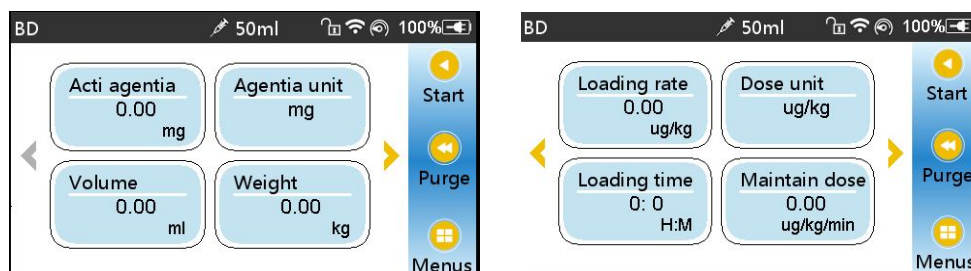 BD 50ml 100%
Acti agentia
0.00
mg
Agentia unit
mg
Volume
0.00
ml
Weight
0.00
kg
Start
Purge
Menus
BD 50ml 100%
Loading rate
0.00
ug/kg
Dose unit
ug/kg
Loading time
0: 0
H:M
Maintain dose
0.00
ug/kg/min
Start
Purge
Menus